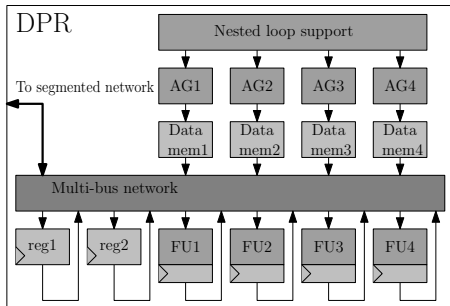 DPR
Nested loop support
To segmented network
AG1 AG2 AG3 AG4
Data mem1 Data mem2 Data mem3 Data mem4
Multi-bus network
reg1 reg2 FU1 FU2 FU3 FU4